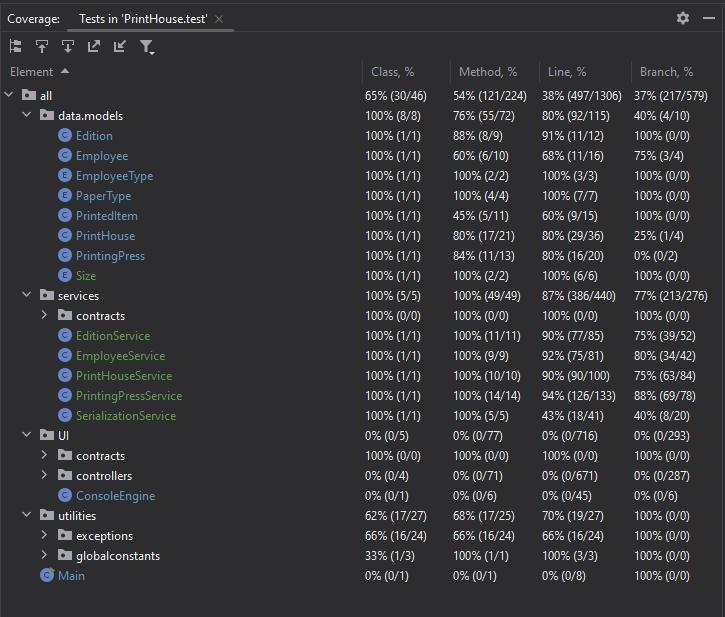 Coverage: Tests in 'PrintHouse.test' ×
Element Class, % Method, % Line, % Branch, %
all 65% (30/46) 54% (121/224) 38% (497/1306) 37% (217/579)
data.models 100% (8/8) 76% (55/72) 80% (92/115) 40% (4/10)
C Edition 100% (1/1) 88% (8/9) 91% (11/12) 100% (0/0)
C Employee 100% (1/1) 60% (6/10) 68% (11/16) 75% (3/4)
E EmployeeType 100% (1/1) 100% (2/2) 100% (3/3) 100% (0/0)
E PaperType 100% (1/1) 100% (4/4) 100% (7/7) 100% (0/0)
C PrintedItem 100% (1/1) 45% (5/11) 60% (9/15) 100% (0/0)
C PrintHouse 100% (1/1) 80% (17/21) 80% (29/36) 25% (1/4)
C PrintingPress 100% (1/1) 84% (11/13) 80% (16/20) 0% (0/2)
E Size 100% (1/1) 100% (2/2) 100% (6/6) 100% (0/0)
services 100% (5/5) 100% (49/49) 87% (386/440) 77% (213/276)
contracts 100% (0/0) 100% (0/0) 100% (0/0) 100% (0/0)
C EditionService 100% (1/1) 100% (11/11) 90% (77/85) 75% (39/52)
C EmployeeService 100% (1/1) 100% (9/9) 92% (75/81) 80% (34/42)
C PrintHouseService 100% (1/1) 100% (10/10) 90% (90/100) 75% (63/84)
C PrintingPressService 100% (1/1) 100% (14/14) 94% (126/133) 88% (69/78)
C SerializationService 100% (1/1) 100% (5/5) 43% (18/41) 40% (8/20)
UI 0% (0/5) 0% (0/77) 0% (0/716) 0% (0/293)
contracts 100% (0/0) 100% (0/0) 100% (0/0) 100% (0/0)
controllers 0% (0/4) 0% (0/71) 0% (0/671) 0% (0/287)
C ConsoleEngine 0% (0/1) 0% (0/6) 0% (0/45) 0% (0/6)
utilities 62% (17/27) 68% (17/25) 70% (19/27) 100% (0/0)
exceptions 66% (16/24) 66% (16/24) 66% (16/24) 100% (0/0)
globalconstants 33% (1/3) 100% (1/1) 100% (3/3) 100% (0/0)
C Main 0% (0/1) 0% (0/1) 0% (0/8) 100% (0/0)